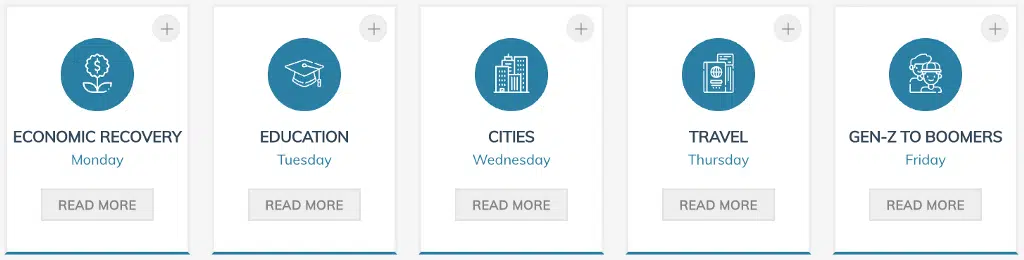 ECONOMIC RECOVERY
Monday
READ MORE
EDUCATION
Tuesday
READ MORE
CITIES
Wednesday
READ MORE
TRAVEL
Thursday
READ MORE
GEN-Z TO BOOMERS
Friday
READ MORE